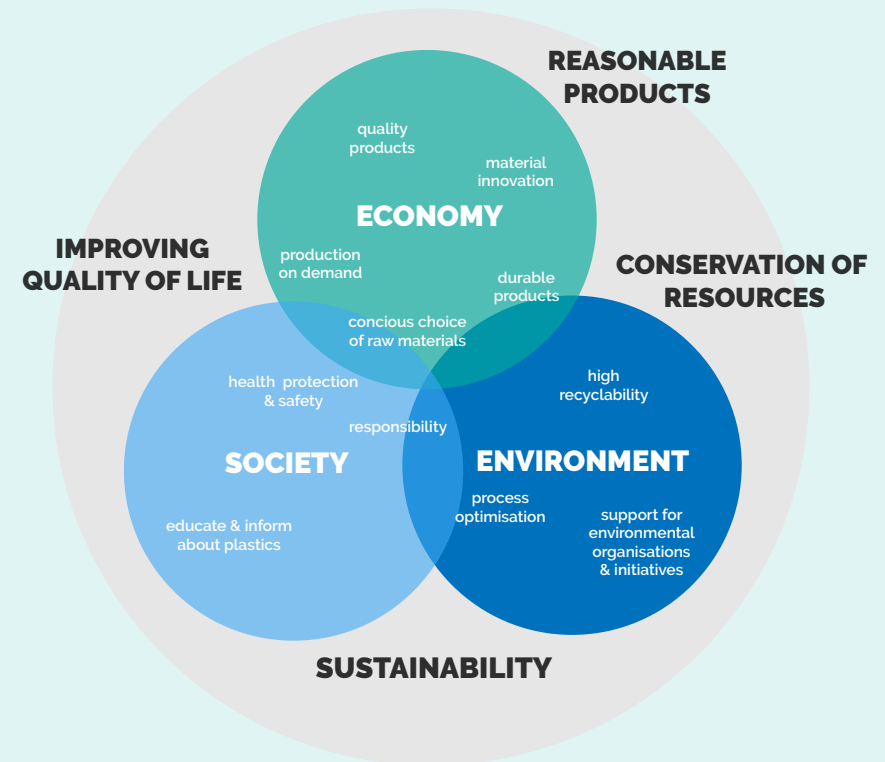 REASONABLE
PRODUCTS
quality
products
material
innovation
ECONOMY
IMPROVING
QUALITY OF LIFE
production
on demand
CONSERVATION OF
RESOURCES
durable
products
concious choice
of raw materials
health protection
& safety
high
recyclability
responsibility
SOCIETY
ENVIRONMENT
process
optimisation
support for
environmental
organisations
& initiatives
educate & inform
about plastics
SUSTAINABILITY